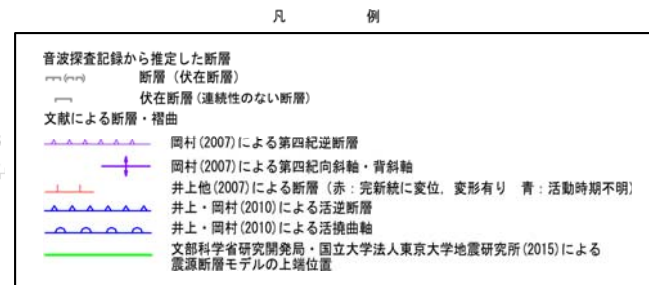 凡 例
音波探査記録から推定した断層
断層（伏在断層）
伏在断層（連続性のない断層）
文献による断層・褶曲
岡村（2007）による第四紀逆断層
岡村（2007）による第四紀向斜軸・背斜軸
井上他（2007）による断層（赤：完新統に変位，変形有り 青：活動時期不明）
井上・岡村（2010）による活逆断層
井上・岡村（2010）による活撓曲軸
文部科学省研究開発局・国立大学法人東京大学地震研究所（2015）による
震源断層モデルの上端位置